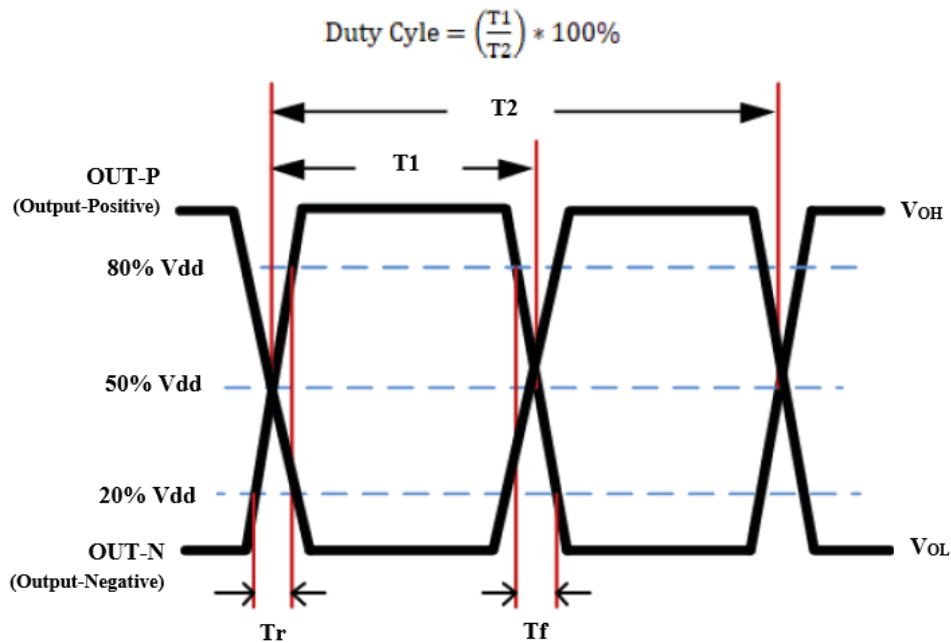 Duty Cyle = (T1/T2) * 100%
T2
T1
OUT-P
(Output-Positive)
VOH
80% Vdd
50% Vdd
20% Vdd
OUT-N
(Output-Negative)
VOL
Tr
Tf